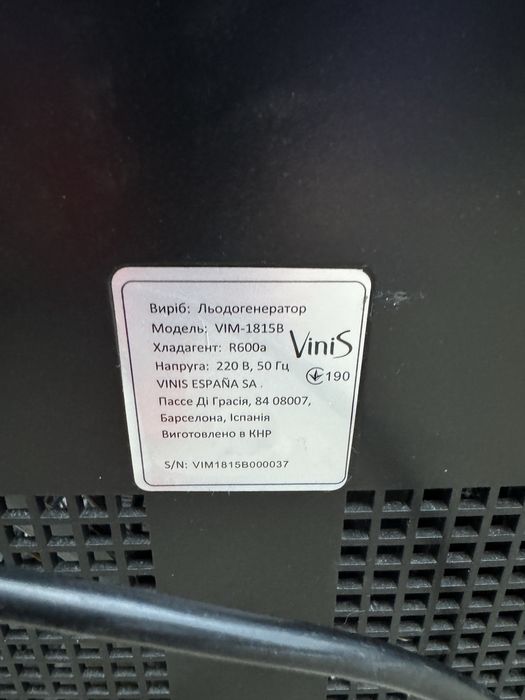 Виріб: Льодогенератор
Модель: VIM-1815B
Хладагент: R600a
Напруга: 220 В, 50 Гц
VINIS ESPAÑA SA .
Пассе Ді Грасія, 84 08007,
Барселона, Іспанія
Виготовлено в КНР
S/N: VIM1815B000037
ViniS
190